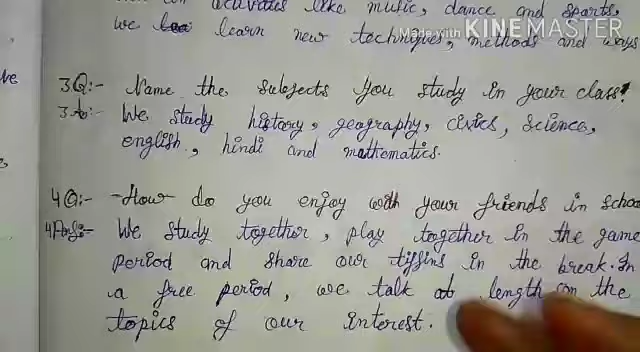 in activities like music, dance and sports.
we learn new techniques, methods and ways
Made with KINEMASTER
3Q:- Name the subjects you study in your class?
3A:- We study history, geography, civics, science,
english, hindi and mathematics.
4Q:- How do you enjoy with your friends in schoo
4Ans:- We study together, play together in the game
period and share our tiffins in the break. In
a free period, we talk at length on the
topics of our interest.